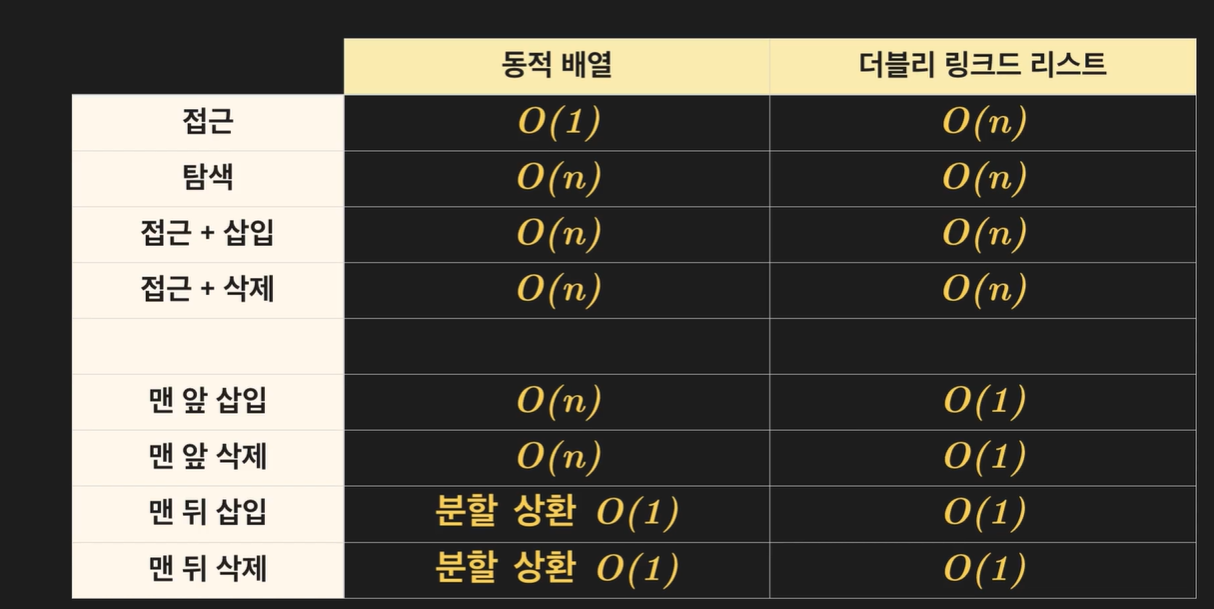 동적 배열 더블리 링크드 리스트
접근 O(1) O(n)
탐색 O(n) O(n)
접근 + 삽입 O(n) O(n)
접근 + 삭제 O(n) O(n)
맨 앞 삽입 O(n) O(1)
맨 앞 삭제 O(n) O(1)
맨 뒤 삽입 분할 상환 O(1) O(1)
맨 뒤 삭제 분할 상환 O(1) O(1)